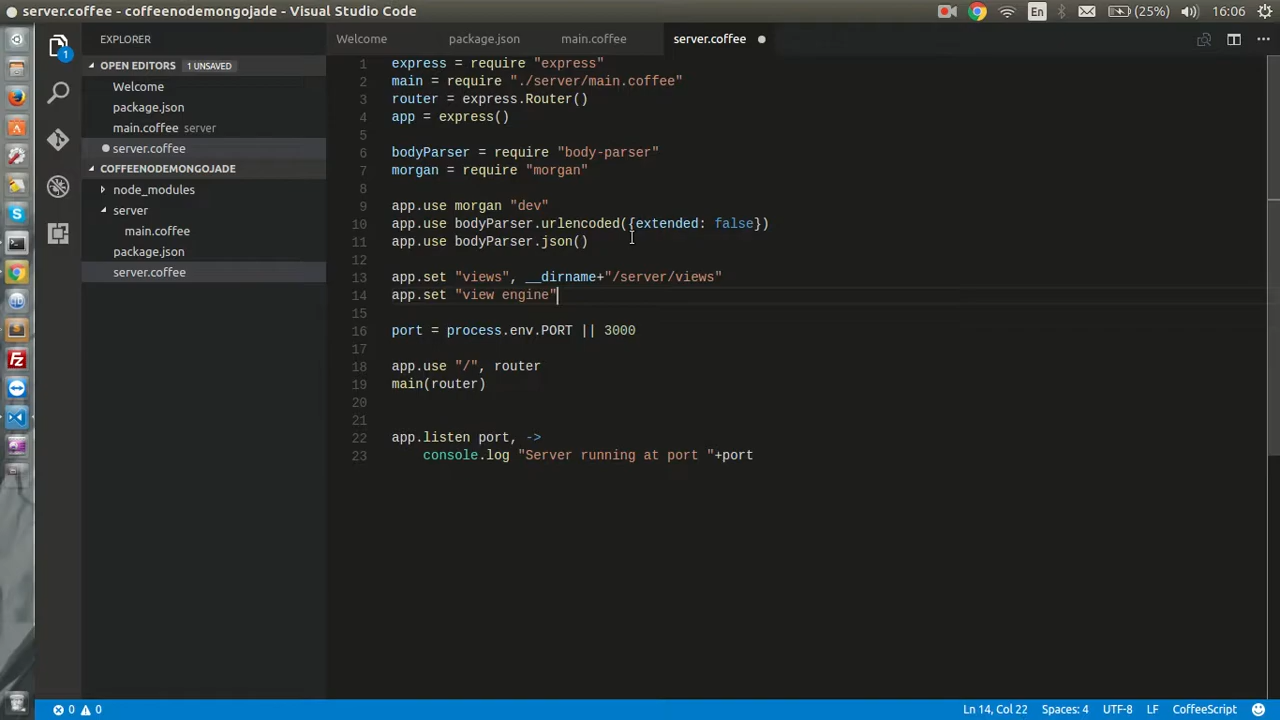 server.coffee - coffeenodemongojade - Visual Studio Code
En
(25%)
16:06
EXPLORER
OPEN EDITORS 1 UNSAVED
Welcome
package.json
main.coffee server
server.coffee
COFFEENODEMONGOJADE
node_modules
server
main.coffee
package.json
server.coffee
1
Welcome
package.json
main.coffee
server.coffee
1 express = require "express"
2 main = require "./server/main.coffee"
3 router = express.Router()
4 app = express()
5
6 bodyParser = require "body-parser"
7 morgan = require "morgan"
8
9 app.use morgan "dev"
10 app.use bodyParser.urlencoded({extended: false})
11 app.use bodyParser.json()
12
13 app.set "views", __dirname+"/server/views"
14 app.set "view engine"
15
16 port = process.env.PORT || 3000
17
18 app.use "/", router
19 main(router)
20
21
22 app.listen port, ->
23 console.log "Server running at port "+port
0 0
Ln 14, Col 22
Spaces: 4
UTF-8
LF
CoffeeScript